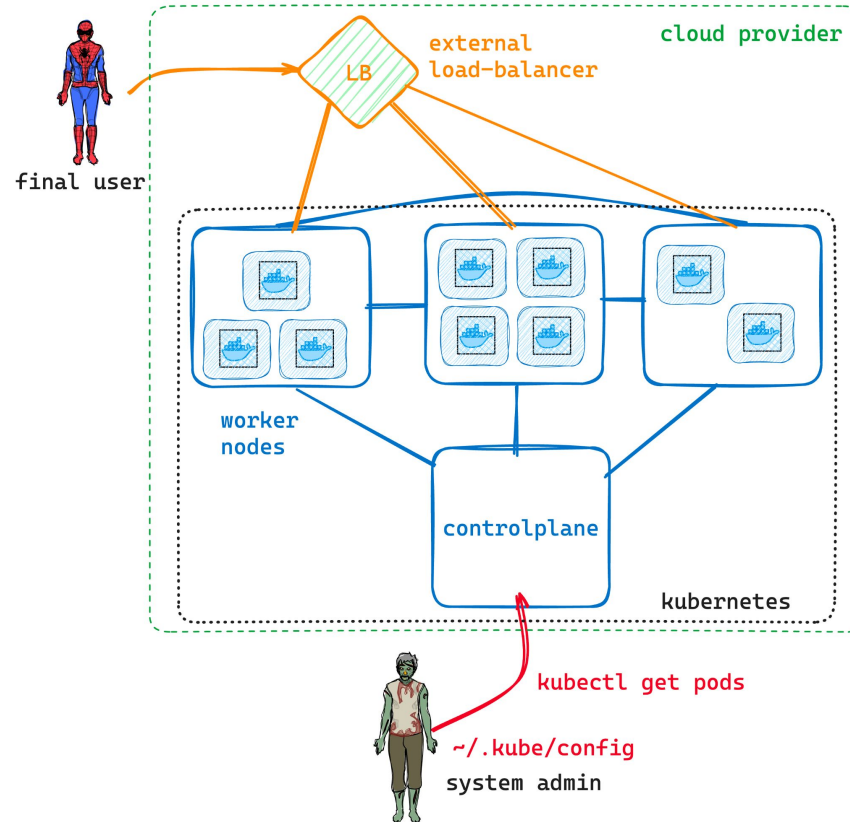 cloud provider
external
load-balancer
LB
final user
worker
nodes
controlplane
kubernetes
kubectl get pods
~/.kube/config
system admin